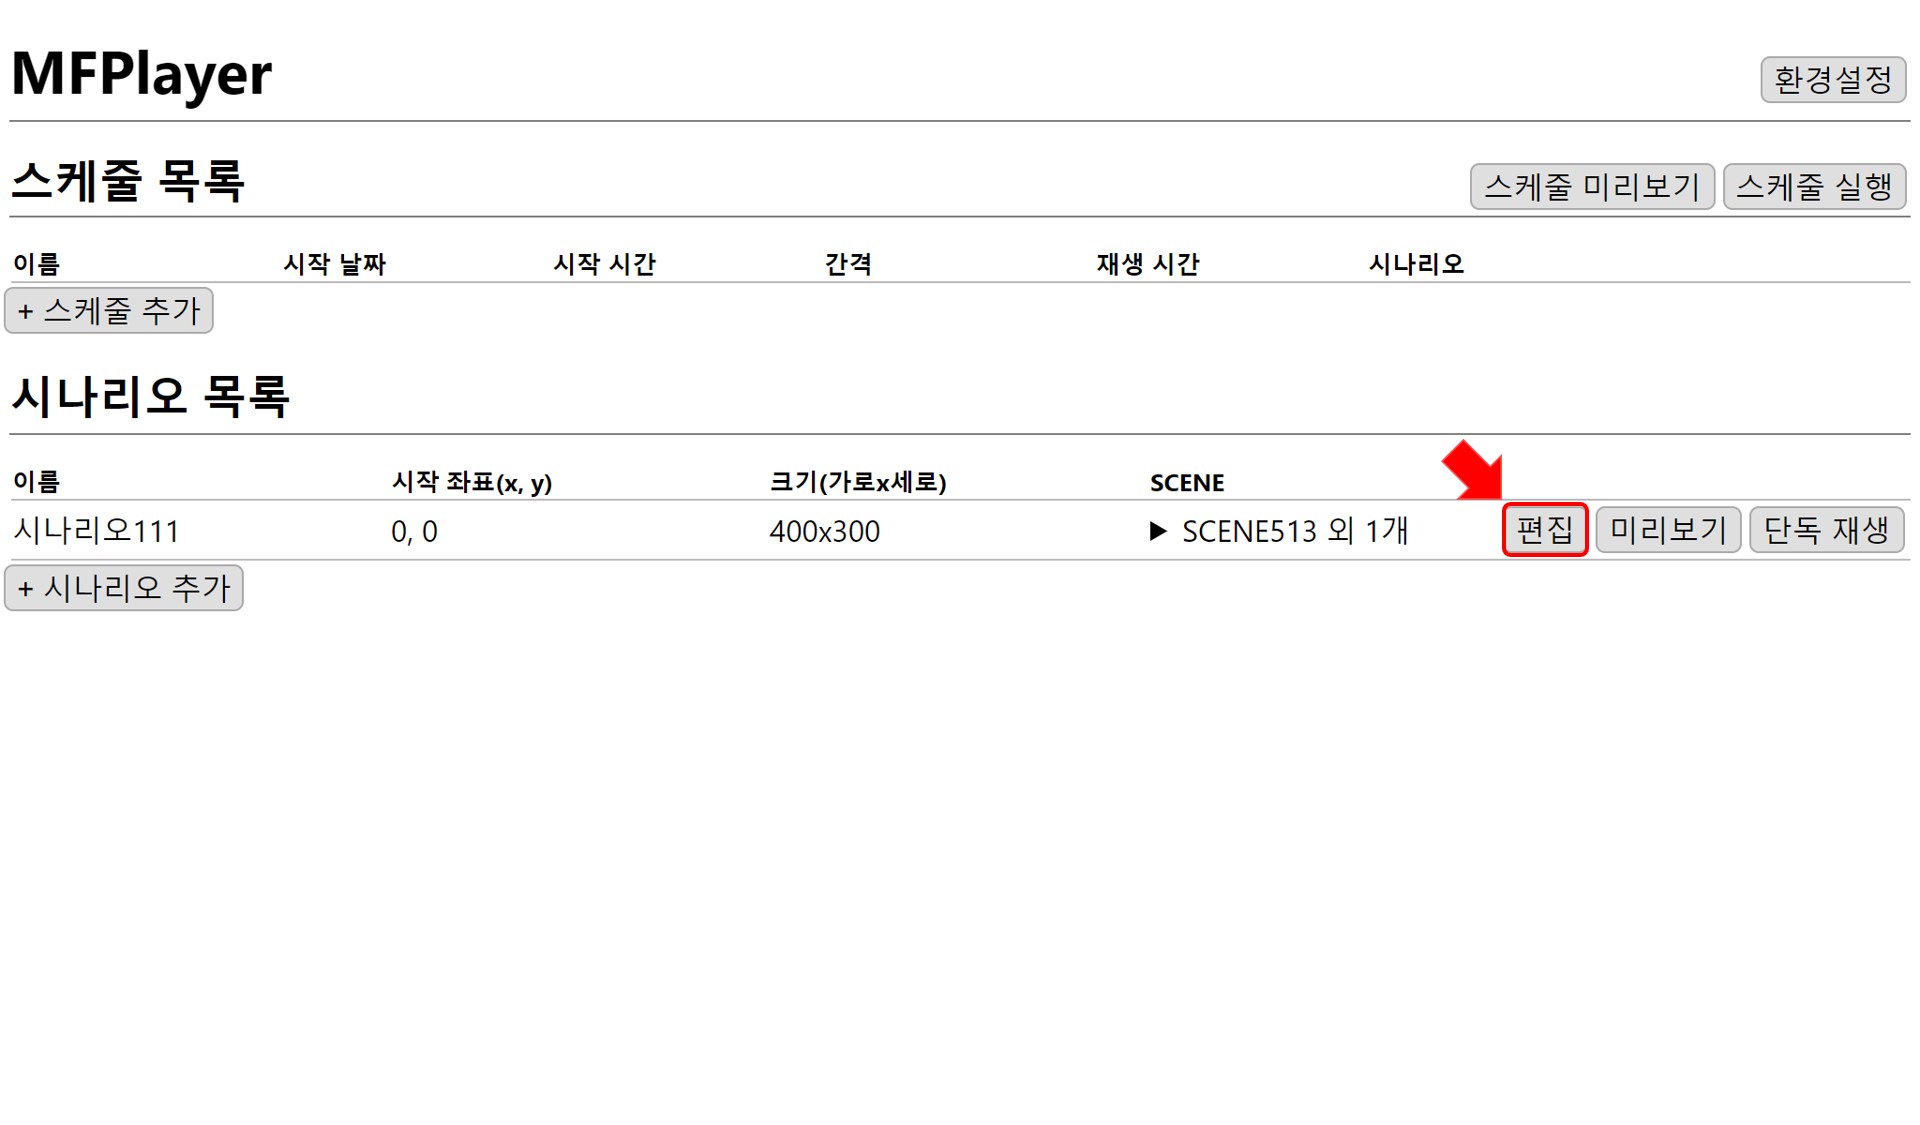 MFPlayer 환경설정
스케줄 목록 스케줄 미리보기 스케줄 실행
이름 시작 날짜 시작 시간 간격 재생 시간 시나리오
+ 스케줄 추가
시나리오 목록
이름 시작 좌표(x, y) 크기(가로x세로) SCENE
시나리오111 0, 0 400x300 ▶ SCENE513 외 1개 편집 미리보기 단독 재생
+ 시나리오 추가